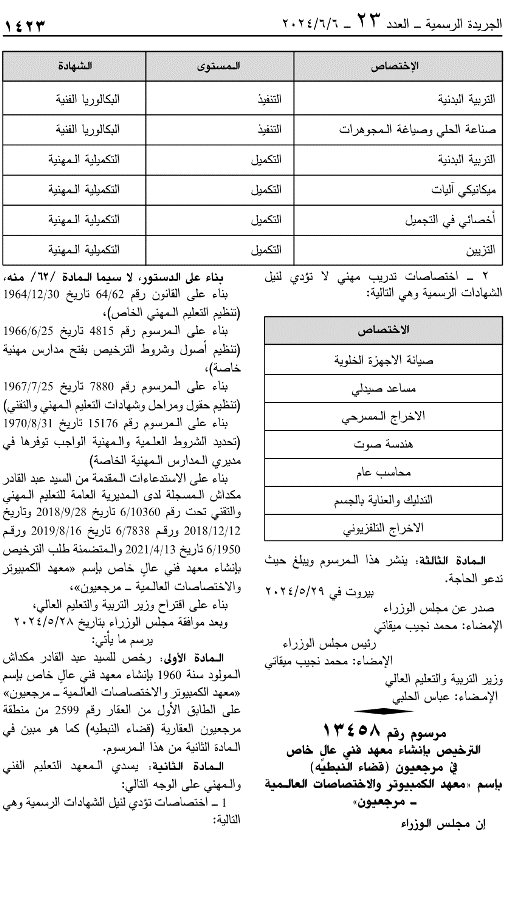 الجريدة الرسمية ــ العدد ٢٣ ــ ٢٠٢٤/٦/٦
١٤٢٣
الإختصاص المستوى الشهادة
التربية البدنية التنفيذ البكالوريا الفنية
صناعة الحلي وصياغة المجوهرات التنفيذ البكالوريا الفنية
التربية البدنية التكميل التكميلية المهنية
ميكانيكي آليات التكميل التكميلية المهنية
أخصائي في التجميل التكميل التكميلية المهنية
التزيين التكميل التكميلية المهنية
٢ ــ اختصاصات تدريب مهني لا تؤدي لنيل
الشهادات الرسمية وهي التالية:
الاختصاص
صيانة الاجهزة الخلوية
مساعد صيدلي
الاخراج المسرحي
هندسة صوت
محاسب عام
التدليك والعناية بالجسم
الاخراج التلفزيوني
المادة الثالثة: ينشر هذا المرسوم ويبلغ حيث
تدعو الحاجة.
بيروت في ٢٠٢٤/٥/٢٩
صدر عن مجلس الوزراء
الإمضاء: محمد نجيب ميقاتي
رئيس مجلس الوزراء
الإمضاء: محمد نجيب ميقاتي
وزير التربية والتعليم العالي
الإمضاء: عباس الحلبي
مرسوم رقم ١٣٤٥٨
الترخيص بإنشاء معهد فني عالٍ خاص
في مرجعيون (قضاء النبطيه)
بإسم «معهد الكمبيوتر والاختصاصات العالمية
ــ مرجعيون»
إن مجلس الوزراء
بناء على الدستور، لا سيما المادة /٦٢/ منه،
بناء على القانون رقم 64/62 تاريخ 1964/12/30
(تنظيم التعليم المهني الخاص)،
بناء على المرسوم رقم 4815 تاريخ 1966/6/25
(تنظيم أصول وشروط الترخيص بفتح مدارس مهنية
خاصة)،
بناء على المرسوم رقم 7880 تاريخ 1967/7/25
(تنظيم حقول ومراحل وشهادات التعليم المهني والتقني)
بناء على المرسوم رقم 15176 تاريخ 1970/8/31
(تحديد الشروط العلمية والمهنية الواجب توفرها في
مديري المدارس المهنية الخاصة)
بناء على الاستدعاءات المقدمة من السيد عبد القادر
مكداش المسجلة لدى المديرية العامة للتعليم المهني
والتقني تحت رقم 6/10360 تاريخ 2018/9/28 وتاريخ
2018/12/12 ورقم 6/7838 تاريخ 2019/8/16 ورقم
6/1950 تاريخ 2021/4/13 والمتضمنة طلب الترخيص
بإنشاء معهد فني عالٍ خاص بإسم «معهد الكمبيوتر
والاختصاصات العالمية ــ مرجعيون»،
بناء على اقتراح وزير التربية والتعليم العالي،
وبعد موافقة مجلس الوزراء بتاريخ ٢٠٢٤/٥/٢٨
يرسم ما يأتي:
المادة الأولى: رخص للسيد عبد القادر مكداش
المولود سنة 1960 بإنشاء معهد فني عالٍ خاص بإسم
«معهد الكمبيوتر والاختصاصات العالمية ــ مرجعيون»
على الطابق الأول من العقار رقم 2599 من منطقة
مرجعيون العقارية (قضاء النبطيه) كما هو مبين في
المادة الثانية من هذا المرسوم.
المادة الثانية: يسدي المعهد التعليم الفني
والمهني على الوجه التالي:
1 ــ اختصاصات تؤدي لنيل الشهادات الرسمية وهي
التالية: